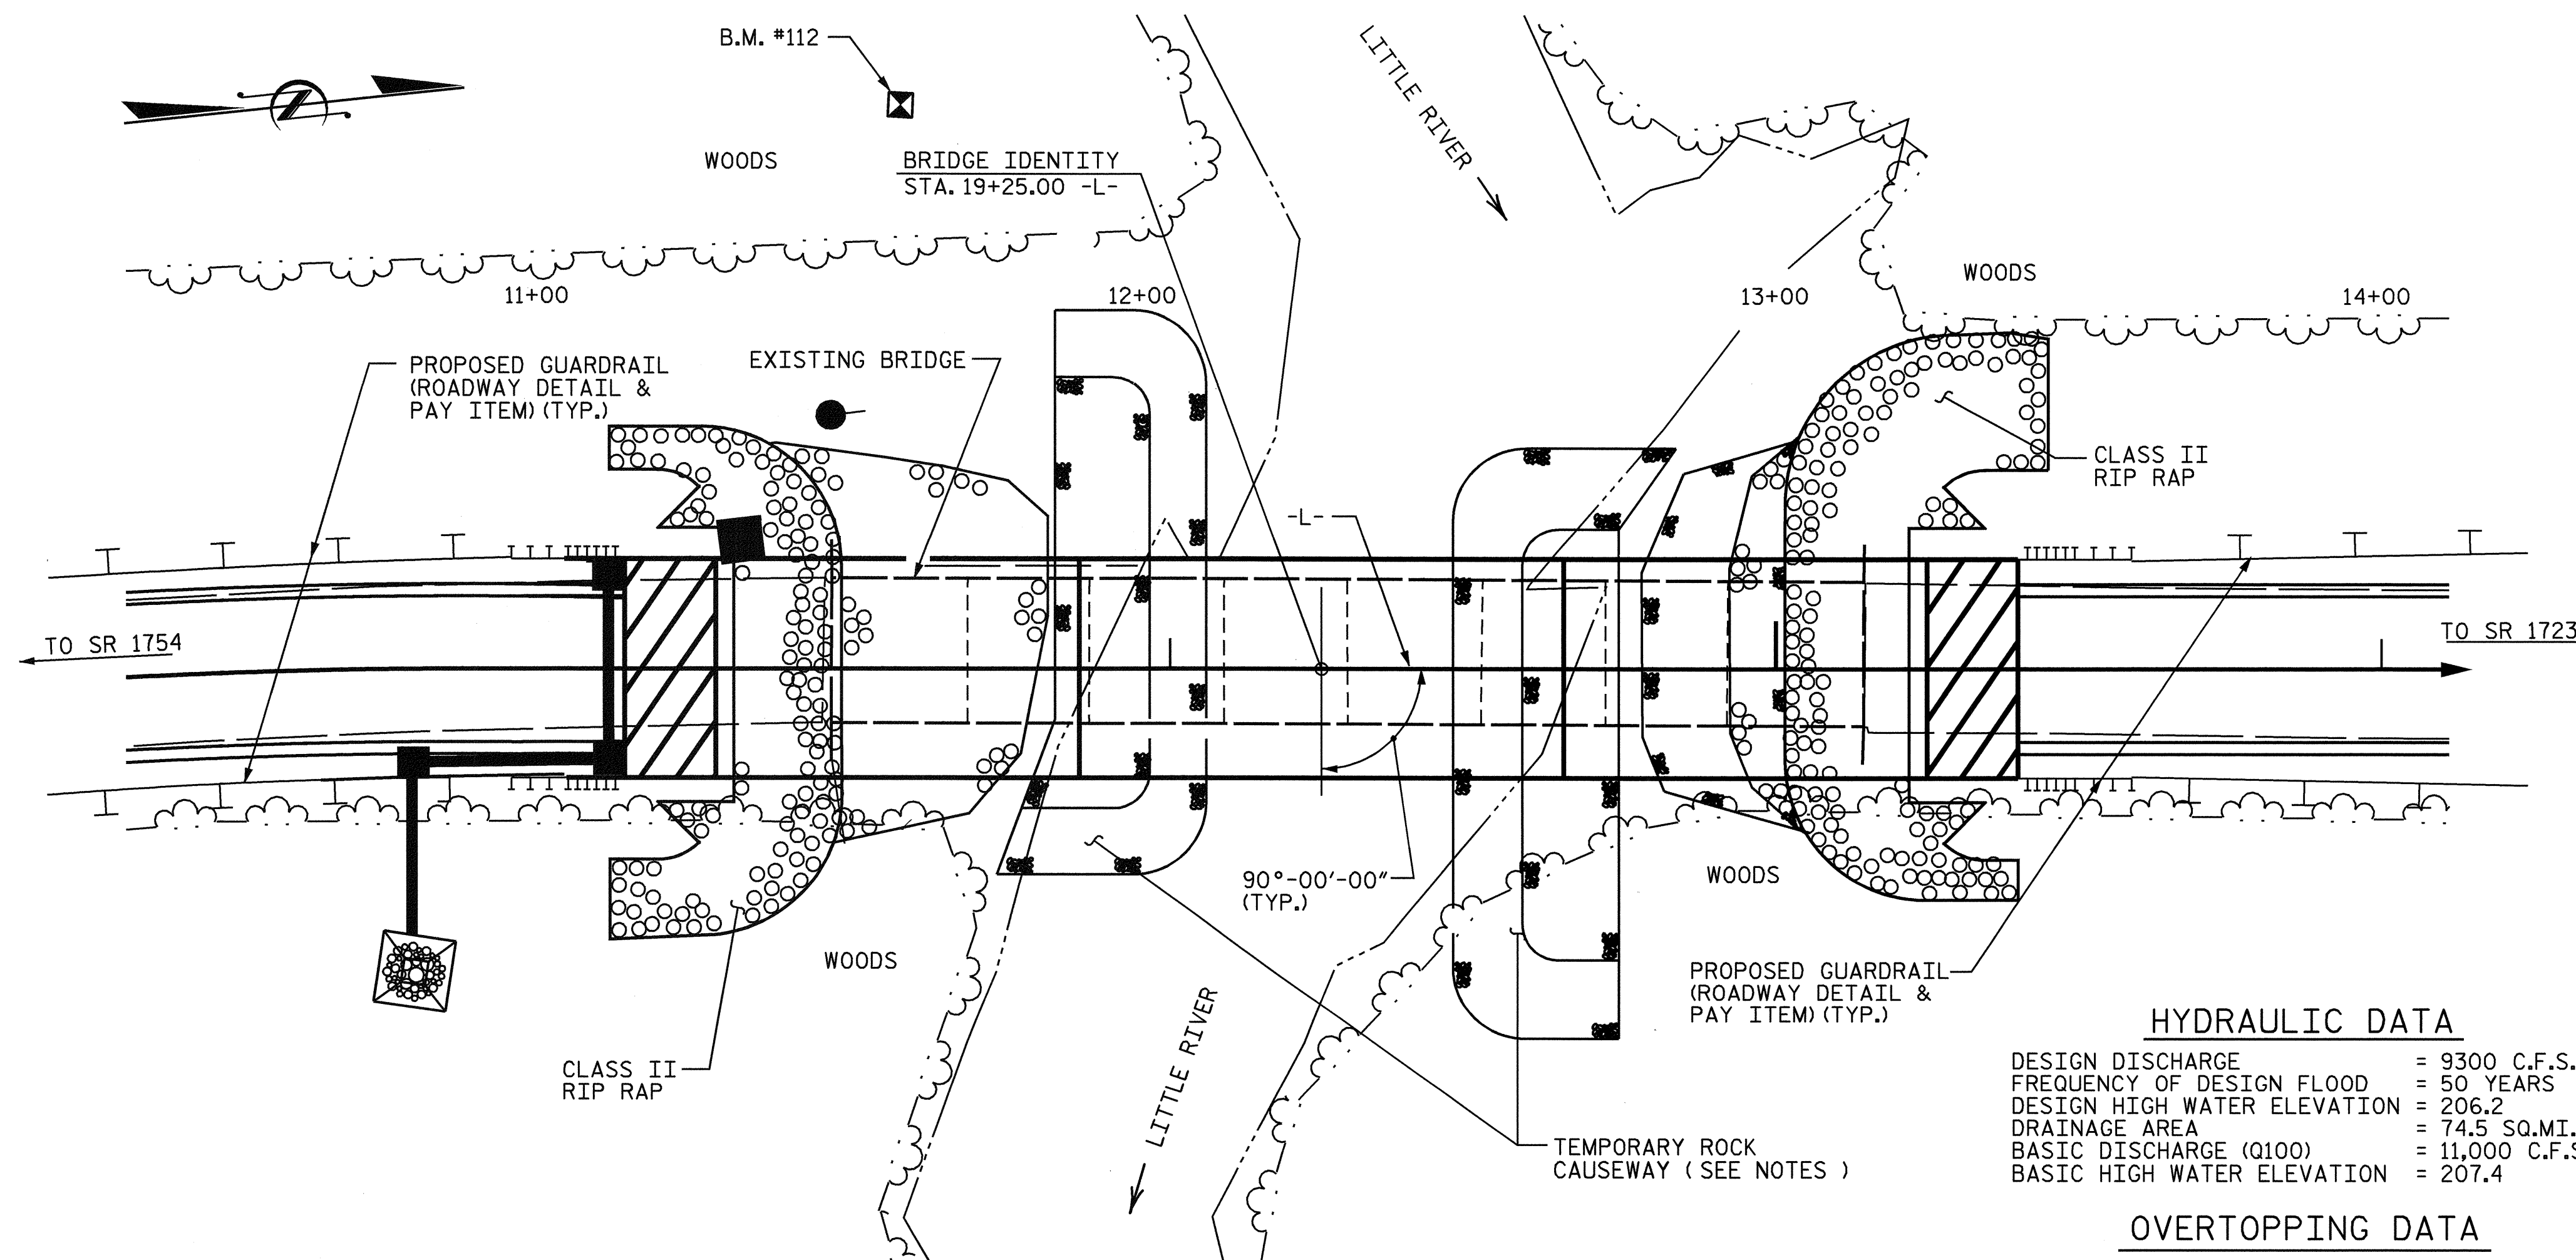 B.M. #112
WOODS
BRIDGE IDENTITY
STA. 19+25.00 -L-
LITTLE RIVER
WOODS
11+00
12+00
13+00
14+00
PROPOSED GUARDRAIL
(ROADWAY DETAIL &
PAY ITEM) (TYP.)
EXISTING BRIDGE
CLASS II
RIP RAP
-L-
TO SR 1754
TO SR 1723
90°-00'-00"
(TYP.)
WOODS
WOODS
PROPOSED GUARDRAIL
(ROADWAY DETAIL &
PAY ITEM) (TYP.)
CLASS II
RIP RAP
LITTLE RIVER
TEMPORARY ROCK
CAUSEWAY ( SEE NOTES )
HYDRAULIC DATA
DESIGN DISCHARGE = 9300 C.F.S.
FREQUENCY OF DESIGN FLOOD = 50 YEARS
DESIGN HIGH WATER ELEVATION = 206.2
DRAINAGE AREA = 74.5 SQ.MI.
BASIC DISCHARGE (Q100) = 11,000 C.F.S
BASIC HIGH WATER ELEVATION = 207.4
OVERTOPPING DATA